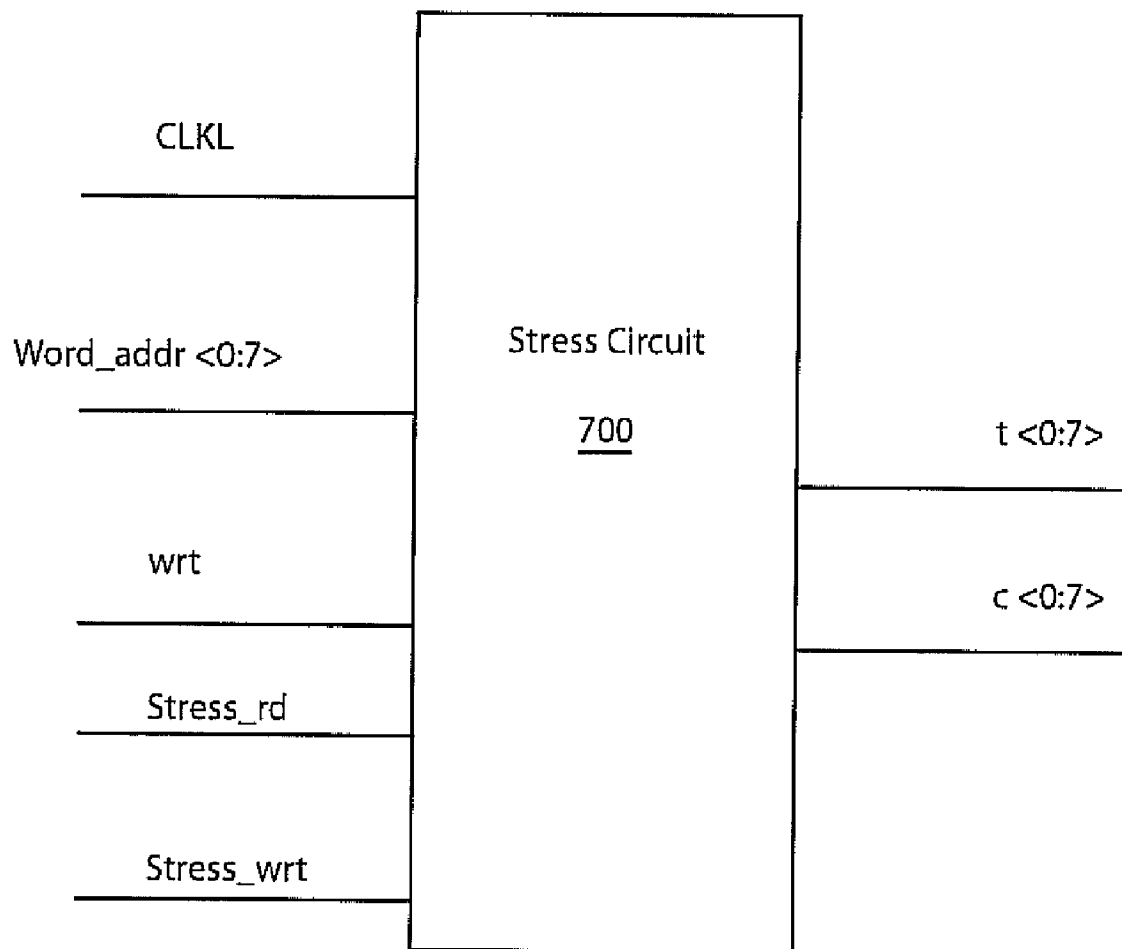 CLKL
Word_addr <0:7>
Stress Circuit
700
t <0:7>
wrt
c <0:7>
Stress_rd
Stress_wrt